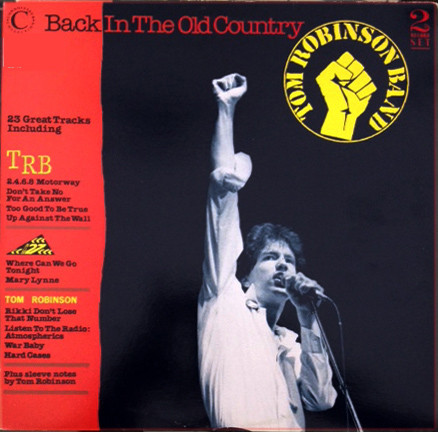 C
Back In The Old Country
2
RECORD
SET
TOM ROBINSON BAND
23 Great Tracks
Including
TRB
2.4.6.8 Motorway
Don't Take No
For An Answer
Too Good To Be True
Up Against The Wall
Where Can We Go
Tonight
Mary Lynne
TOM ROBINSON
Rikki Don't Lose
That Number
Listen To The Radio:
Atmospherics
War Baby
Hard Cases
Plus sleeve notes
by Tom Robinson